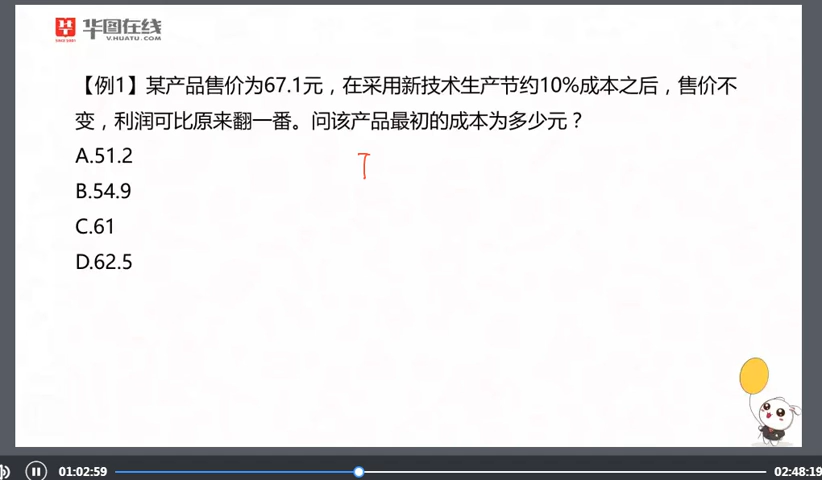 华图在线
V.HUATU.COM
【例1】某产品售价为67.1元，在采用新技术生产节约10%成本之后，售价不
变，利润可比原来翻一番。问该产品最初的成本为多少元？
A.51.2
B.54.9
C.61
D.62.5
01:02:59
02:48:19